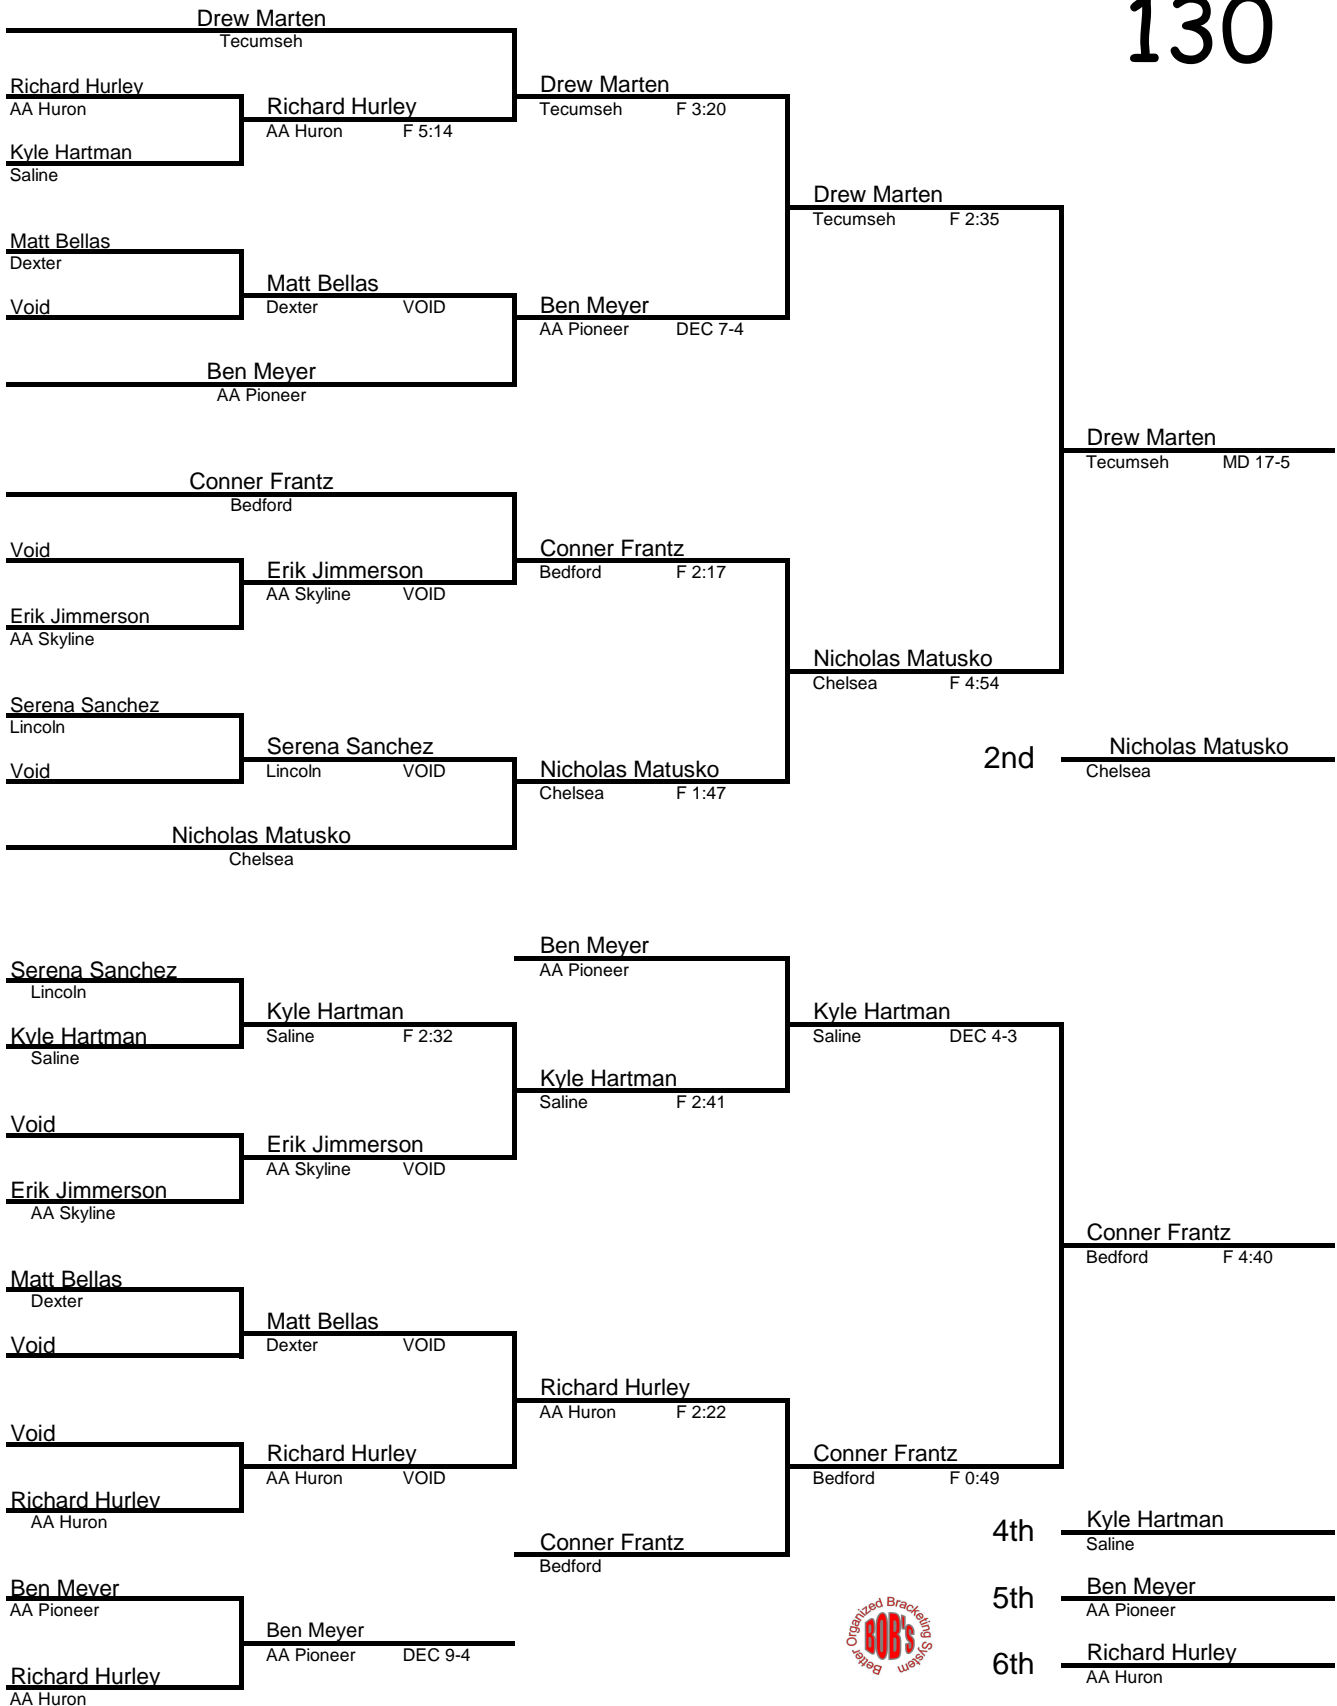 130
Drew Marten
Tecumseh
Richard Hurley
AA Huron
Kyle Hartman
Saline
Richard Hurley
AA Huron F 5:14
Drew Marten
Tecumseh F 3:20
Matt Bellas
Dexter
Void
Matt Bellas
Dexter VOID
Ben Meyer
AA Pioneer
Ben Meyer
AA Pioneer DEC 7-4
Drew Marten
Tecumseh F 2:35
Conner Frantz
Bedford
Void
Erik Jimmerson
AA Skyline
Erik Jimmerson
AA Skyline VOID
Conner Frantz
Bedford F 2:17
Serena Sanchez
Lincoln
Void
Serena Sanchez
Lincoln VOID
Nicholas Matusko
Chelsea
Nicholas Matusko
Chelsea F 1:47
Nicholas Matusko
Chelsea F 4:54
Drew Marten
Tecumseh MD 17-5
2nd Nicholas Matusko
Chelsea
Serena Sanchez
Lincoln
Kyle Hartman
Saline
Kyle Hartman
Saline F 2:32
Void
Erik Jimmerson
AA Skyline
Erik Jimmerson
AA Skyline VOID
Ben Meyer
AA Pioneer
Kyle Hartman
Saline F 2:41
Kyle Hartman
Saline DEC 4-3
Matt Bellas
Dexter
Void
Matt Bellas
Dexter VOID
Void
Richard Hurley
AA Huron
Richard Hurley
AA Huron VOID
Richard Hurley
AA Huron F 2:22
Conner Frantz
Bedford
Conner Frantz
Bedford F 0:49
Conner Frantz
Bedford F 4:40
Ben Meyer
AA Pioneer
Richard Hurley
AA Huron
Ben Meyer
AA Pioneer DEC 9-4
Better Organized Bracketing System
BOB'S
4th Kyle Hartman
Saline
5th Ben Meyer
AA Pioneer
6th Richard Hurley
AA Huron